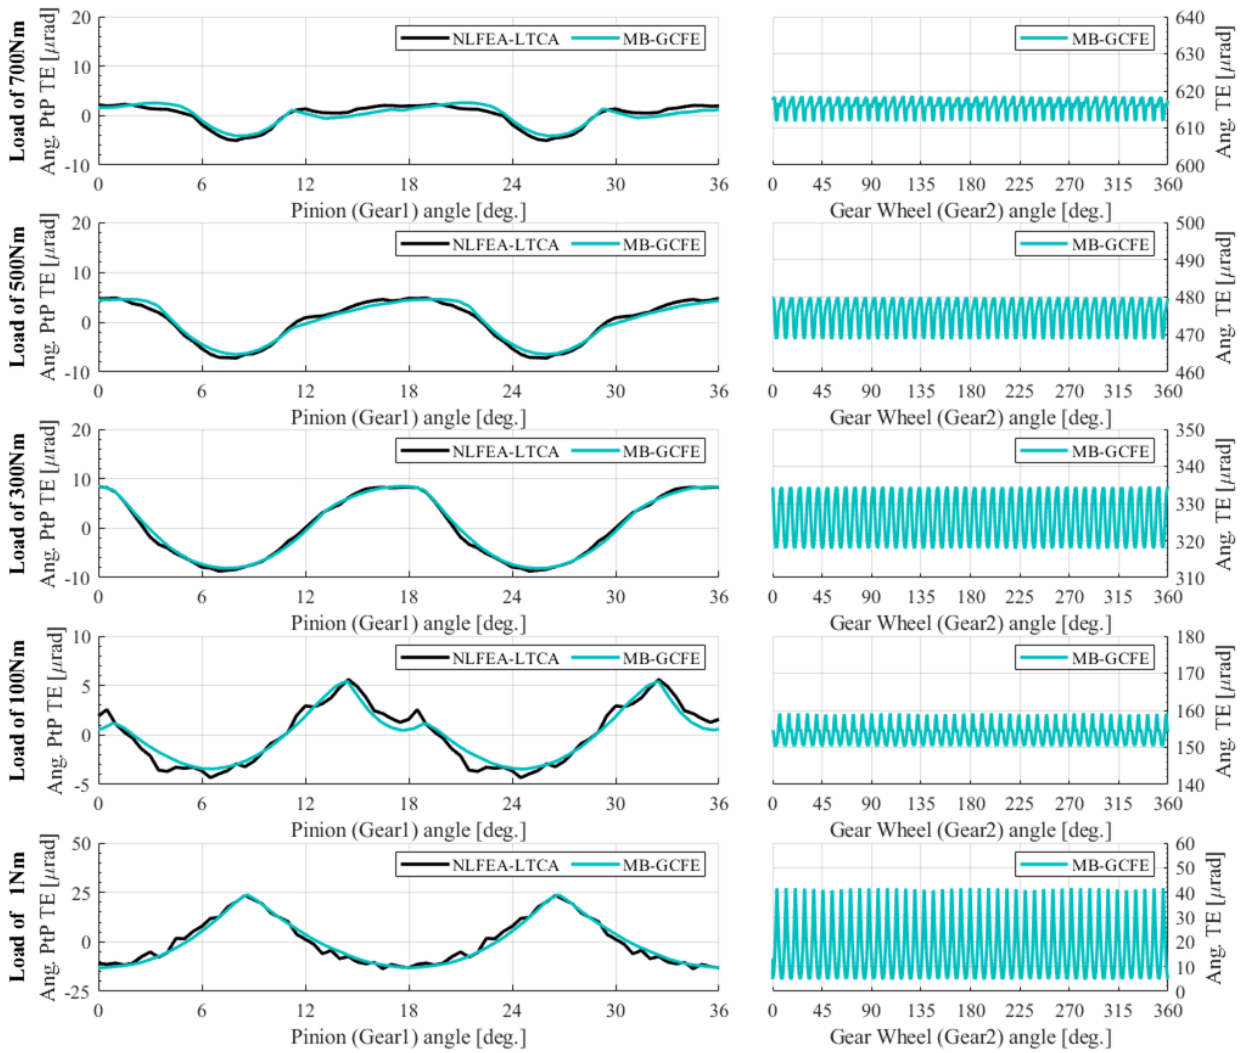 Load of 700Nm
Ang. PtP TE [μrad]
20
10
0
-10
NLFEA-LTCA
MB-GCFE
0 6 12 18 24 30 36
Pinion (Gear1) angle [deg.]
MB-GCFE
640
630
620
610
600
Ang. TE [μrad]
0 45 90 135 180 225 270 315 360
Gear Wheel (Gear2) angle [deg.]
Load of 500Nm
Ang. PtP TE [μrad]
20
10
0
-10
NLFEA-LTCA
MB-GCFE
0 6 12 18 24 30 36
Pinion (Gear1) angle [deg.]
MB-GCFE
500
490
480
470
460
Ang. TE [μrad]
0 45 90 135 180 225 270 315 360
Gear Wheel (Gear2) angle [deg.]
Load of 300Nm
Ang. PtP TE [μrad]
20
10
0
-10
NLFEA-LTCA
MB-GCFE
0 6 12 18 24 30 36
Pinion (Gear1) angle [deg.]
MB-GCFE
350
340
330
320
310
Ang. TE [μrad]
0 45 90 135 180 225 270 315 360
Gear Wheel (Gear2) angle [deg.]
Load of 100Nm
Ang. PtP TE [μrad]
10
5
0
-5
NLFEA-LTCA
MB-GCFE
0 6 12 18 24 30 36
Pinion (Gear1) angle [deg.]
MB-GCFE
180
170
160
150
140
Ang. TE [μrad]
0 45 90 135 180 225 270 315 360
Gear Wheel (Gear2) angle [deg.]
Load of 1Nm
Ang. PtP TE [μrad]
50
25
0
-25
NLFEA-LTCA
MB-GCFE
0 6 12 18 24 30 36
Pinion (Gear1) angle [deg.]
MB-GCFE
60
50
40
30
20
10
0
Ang. TE [μrad]
0 45 90 135 180 225 270 315 360
Gear Wheel (Gear2) angle [deg.]